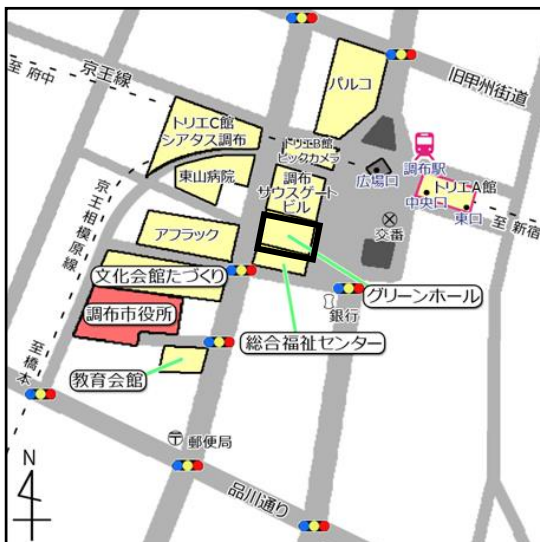 京王線
至 府中
パルコ
旧甲州街道
トリエC館
シアタス調布
トリエB館
ビックカメラ
調布駅
トリエA館
広場口
中央口
東口
至 新宿
東山病院
調布
サウスゲート
ビル
交番
京王相模原線
アフラック
文化会館たづくり
グリーンホール
銀行
調布市役所
総合福祉センター
教育会館
至橋本
郵便局
品川通り
N